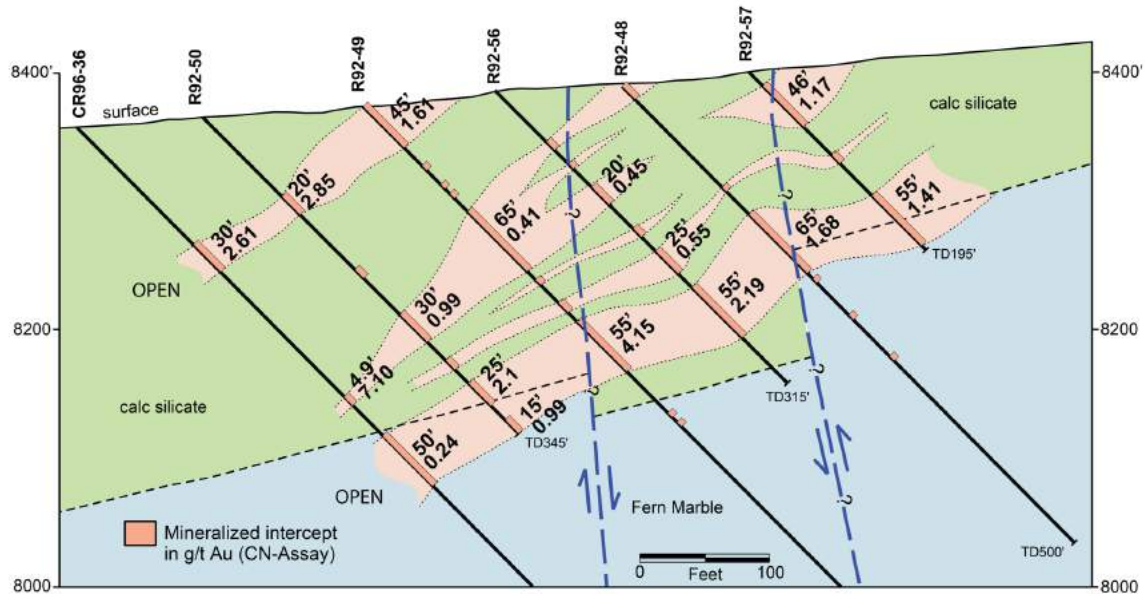 CR96-36
R92-50
R92-49
R92-56
R92-48
R92-57
8400'
8400'
surface
calc silicate
45'
1.61
46'
1.17
20'
2.85
20'
0.45
55'
1.41
30'
2.61
65'
0.41
25'
0.55
65'
1.68
OPEN
TD195'
30'
0.99
55'
2.19
8200
8200
55'
4.15
4.9'
7.10
25'
2.1
TD315'
calc silicate
15'
0.99
TD345'
50'
0.24
OPEN
?
?
?
?
?
?
Fern Marble
Mineralized intercept
in g/t Au (CN-Assay)
0
100
Feet
TD500'
8000
8000